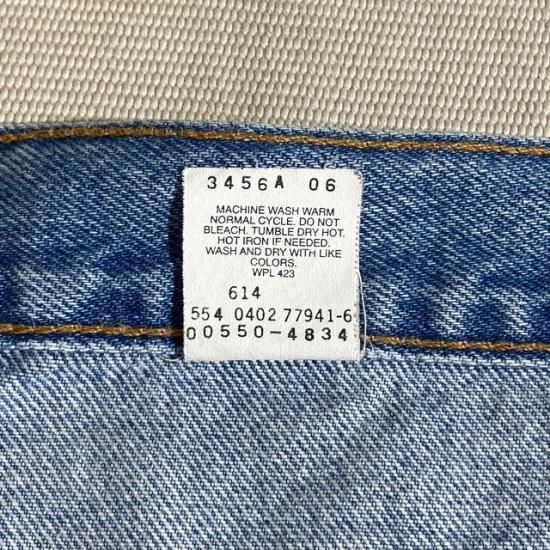 3456A 06
MACHINE WASH WARM
NORMAL CYCLE. DO NOT
BLEACH. TUMBLE DRY HOT.
HOT IRON IF NEEDED.
WASH AND DRY WITH LIKE
COLORS.
WPL 423
614
554 0402 77941-6
00550-4834